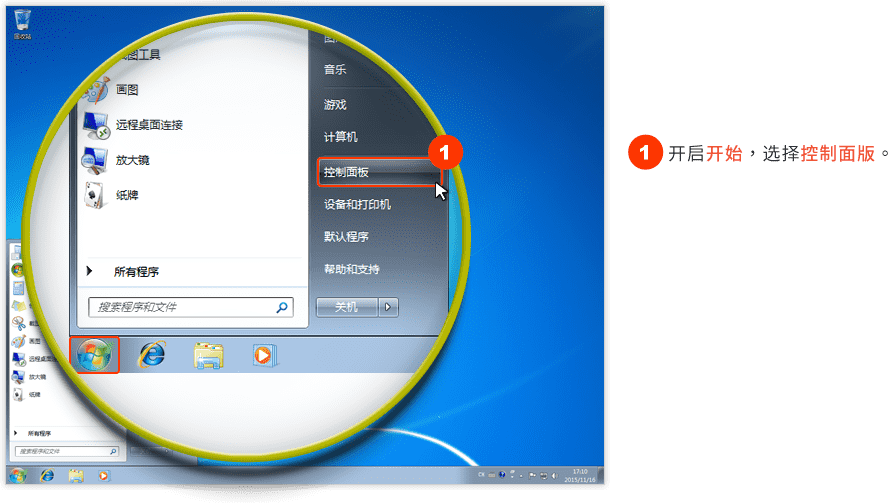 回收站
截图工具
画图
远程桌面连接
放大镜
纸牌
所有程序
搜索程序和文件
音乐
游戏
计算机
控制面板
1
设备和打印机
默认程序
帮助和支持
关机
画图
远程桌面连
放大镜
纸牌
所有程序
搜索程序和文件
17:10
2015/11/16
1 开启开始，选择控制面版。